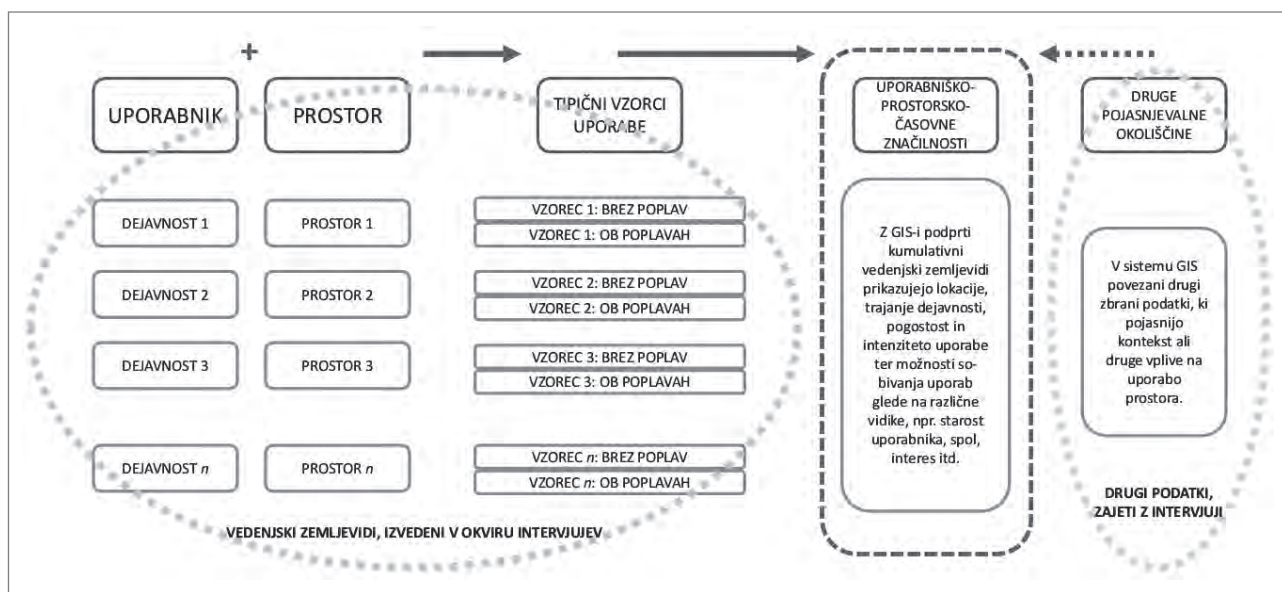 +
UPORABNIK
PROSTOR
TIPIČNI VZORCI
UPORABE
UPORABNIŠKO-
PROSTORSKO-
ČASOVNE
ZNAČILNOSTI
DRUGE
POJASNJEVALNE
OKOLIŠČINE
DEJAVNOST 1
PROSTOR 1
VZOREC 1: BREZ POPLAV
VZOREC 1: OB POPLAVAH
DEJAVNOST 2
PROSTOR 2
VZOREC 2: BREZ POPLAV
VZOREC 2: OB POPLAVAH
DEJAVNOST 3
PROSTOR 3
VZOREC 3: BREZ POPLAV
VZOREC 3: OB POPLAVAH
DEJAVNOST n
PROSTOR n
VZOREC n: BREZ POPLAV
VZOREC n: OB POPLAVAH
VEDENJSKI ZEMLJEVIDI, IZVEDENI V OKVIRU INTERVJUJEV
Z GIS-i podprti
kumulativni
vedenjski zemljevidi
prikazujejo lokacije,
trajanje dejavnosti,
pogostost in
intenziteto uporabe
ter možnosti so-
bivanja uporab
glede na različne
vidike, npr. starost
uporabnika, spol,
interes itd.
V sistemu GIS
povezani drugi
zbrani podatki, ki
pojasnijo
kontekst ali
druge vplive na
uporabo
prostora.
DRUGI PODATKI,
ZAJETI Z INTERVJUJI